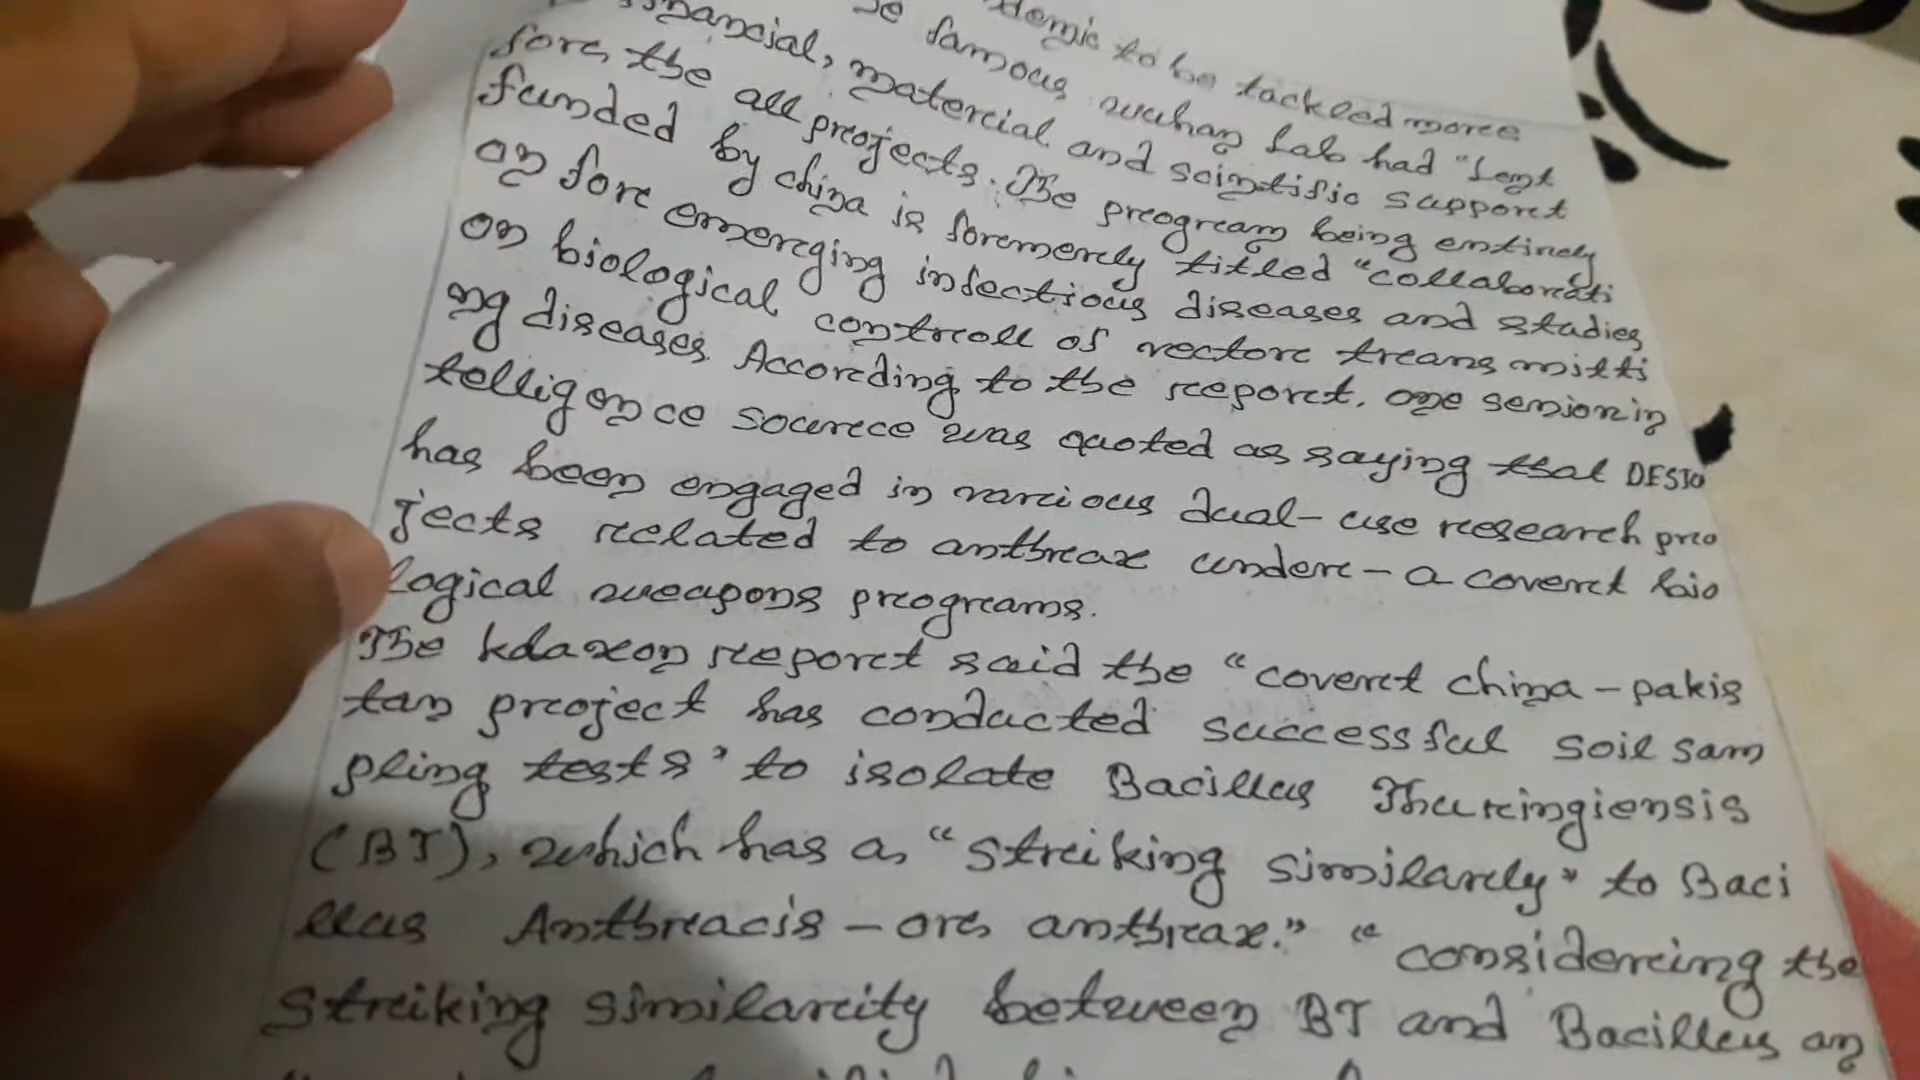 demic to be tackled more
famous wuhan lab had "lent
financial, material and scintific support
for the all projects. The program being entirely
funded by china is foremerly titled "collaborati
on for emerging infectious diseases and studies
on biological controll of vector trans mitti
ng diseases. According to the report, one senior in
telligence source was quoted as saying that DESTO
has been engaged in various dual-use research pro
jects related to anthrax under - a covert bio
logical weapons programs.
The kdaxon report said the "covert china - pakis
tan project has conducted successful soil sam
pling tests" to isolate Bacillus Thuringiensis
(BT), which has a "striking similarly" to Baci
llus Anthracis - or anthrax." "considering the
striking similarity between BT and Bacillus an